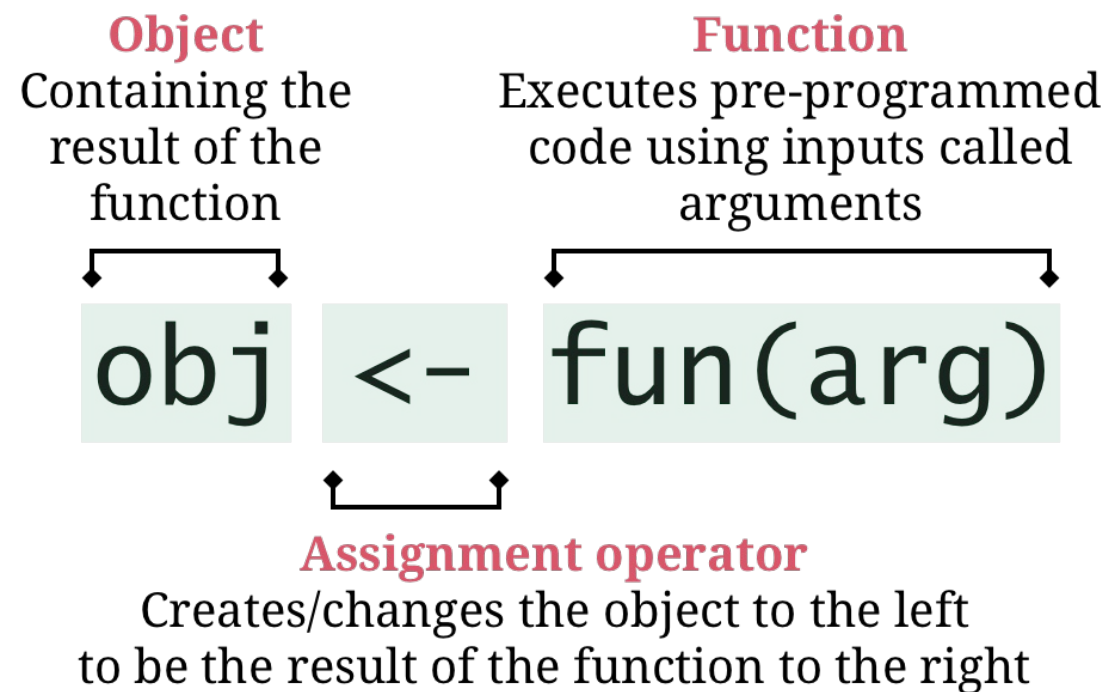 Object
Containing the
result of the
function
Function
Executes pre-programmed
code using inputs called
arguments
obj <- fun(arg)
Assignment operator
Creates/changes the object to the left
to be the result of the function to the right